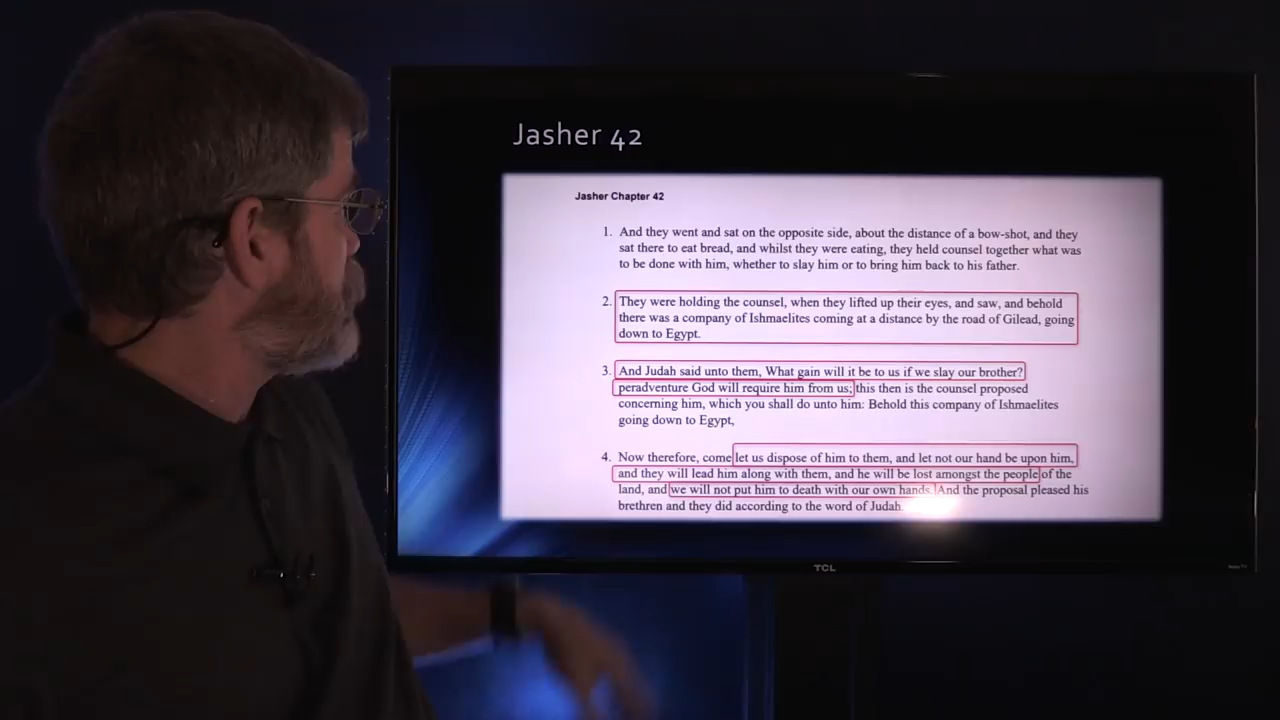 Jasher 42
Jasher Chapter 42
1. And they went and sat on the opposite side, about the distance of a bow-shot, and they
sat there to eat bread, and whilst they were eating, they held counsel together what was
to be done with him, whether to slay him or to bring him back to his father.
2. They were holding the counsel, when they lifted up their eyes, and saw, and behold
there was a company of Ishmaelites coming at a distance by the road of Gilead, going
down to Egypt.
3. And Judah said unto them, What gain will it be to us if we slay our brother?
peradventure God will require him from us; this then is the counsel proposed
concerning him, which you shall do unto him: Behold this company of Ishmaelites
going down to Egypt,
4. Now therefore, come let us dispose of him to them, and let not our hand be upon him,
and they will lead him along with them, and he will be lost amongst the people of the
land, and we will not put him to death with our own hands. And the proposal pleased his
brethren and they did according to the word of Judah.
TCL